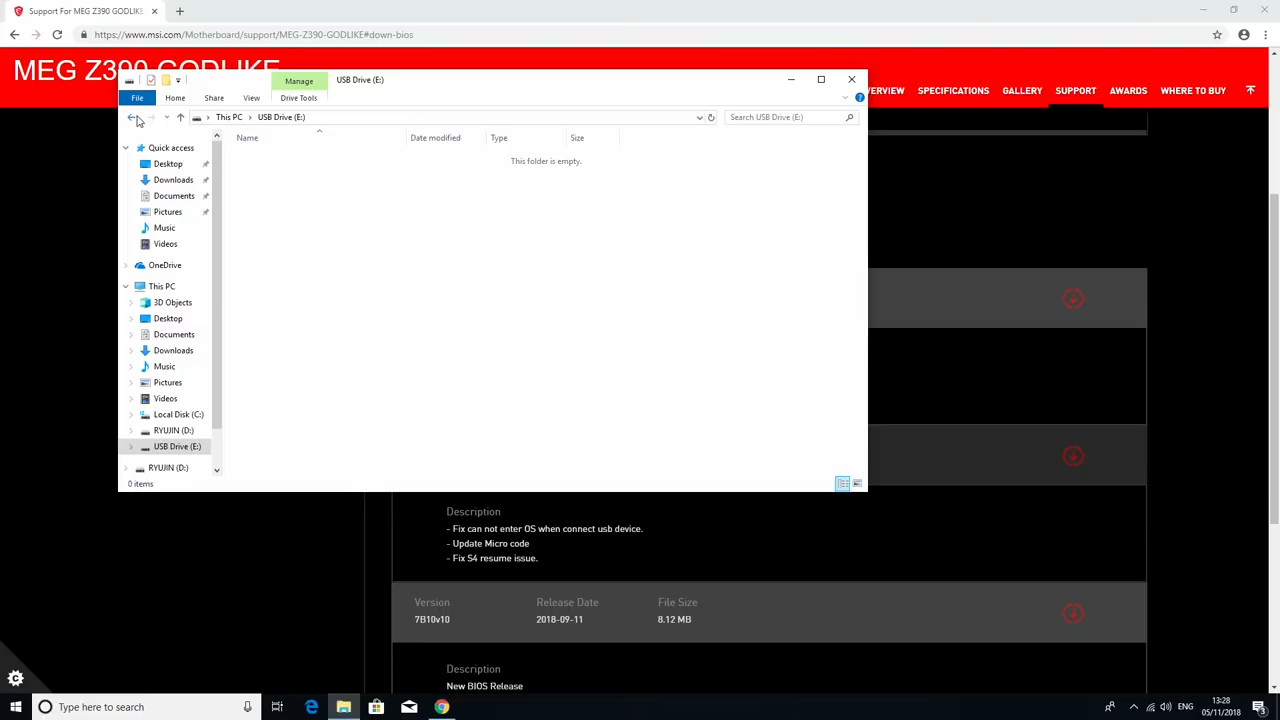 Support For MEG Z390 GODLIKE
https://www.msi.com/Motherboard/support/MEG-Z390-GODLIKE#down-bios
MEG Z390 GODLIKE
SPECIFICATIONS
GALLERY
SUPPORT
AWARDS
WHERE TO BUY
Manage
USB Drive (E:)
File
Home
Share
View
Drive Tools
This PC
USB Drive (E:)
Search USB Drive (E:)
Name
Date modified
Type
Size
This folder is empty.
Quick access
Desktop
Downloads
Documents
Pictures
Music
Videos
OneDrive
This PC
3D Objects
Desktop
Documents
Downloads
Music
Pictures
Videos
Local Disk (C:)
RYUJIN (D:)
USB Drive (E:)
RYUJIN (D:)
0 items
Description
- Fix can not enter OS when connect usb device.
- Update Micro code
- Fix S4 resume issue.
Version
Release Date
File Size
7B10v10
2018-09-11
8.12 MB
Description
New BIOS Release
Type here to search
ENG
13:28
05/11/2018
3